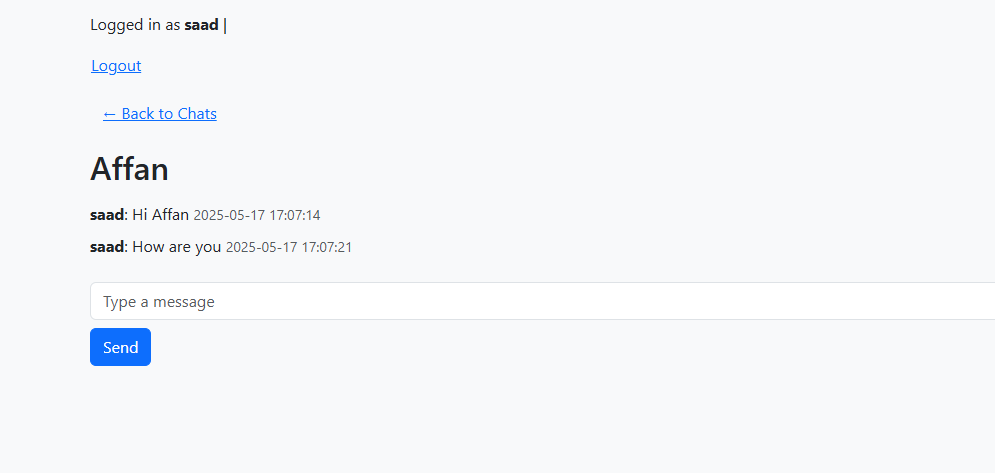 Logged in as saad |
Logout
← Back to Chats
Affan
saad: Hi Affan 2025-05-17 17:07:14
saad: How are you 2025-05-17 17:07:21
Type a message
Send